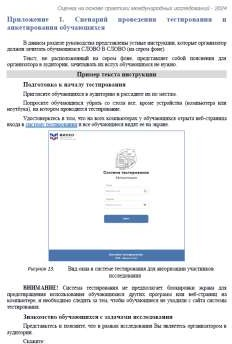 Оценка на основе практики международных исследований - 2024
Приложение 1. Сценарий проведения тестирования и
анкетирования обучающихся
В данном разделе руководства представлены устные инструкции, которые организатор
должен зачитать обучающимся СЛОВО В СЛОВО (на сером фоне).
Текст, не расположенный на сером фоне, представляет собой пояснения для
организатора в аудитории, зачитывать их вслух обучающимся не нужно.
Пример текста инструкции
Подготовка к началу тестирования
Пригласите обучающихся в аудиторию и рассадите их по местам.
Попросите обучающихся убрать со стола все, кроме устройства (компьютера или
ноутбука), на котором проводится тестирование.
Удостоверьтесь в том, что на всех компьютерах у обучающихся открыта веб-страница
входа в систему тестирования и все обучающиеся видят ее на экране.
ФИОКО
Система тестирования
Авторизация
Рисунок 13. Вид окна в системе тестирования для авторизации участников
исследования
ВНИМАНИЕ! Система тестирования не предполагает блокировки экрана для
предотвращения использования обучающимися других программ или веб-страниц на
компьютере, и необходимо следить за тем, чтобы обучающиеся не уходили с сайта системы
тестирования.
Знакомство обучающихся с задачами исследования
Представьтесь и поясните, что в рамках исследования Вы являетесь организатором в
аудитории.
Скажите: